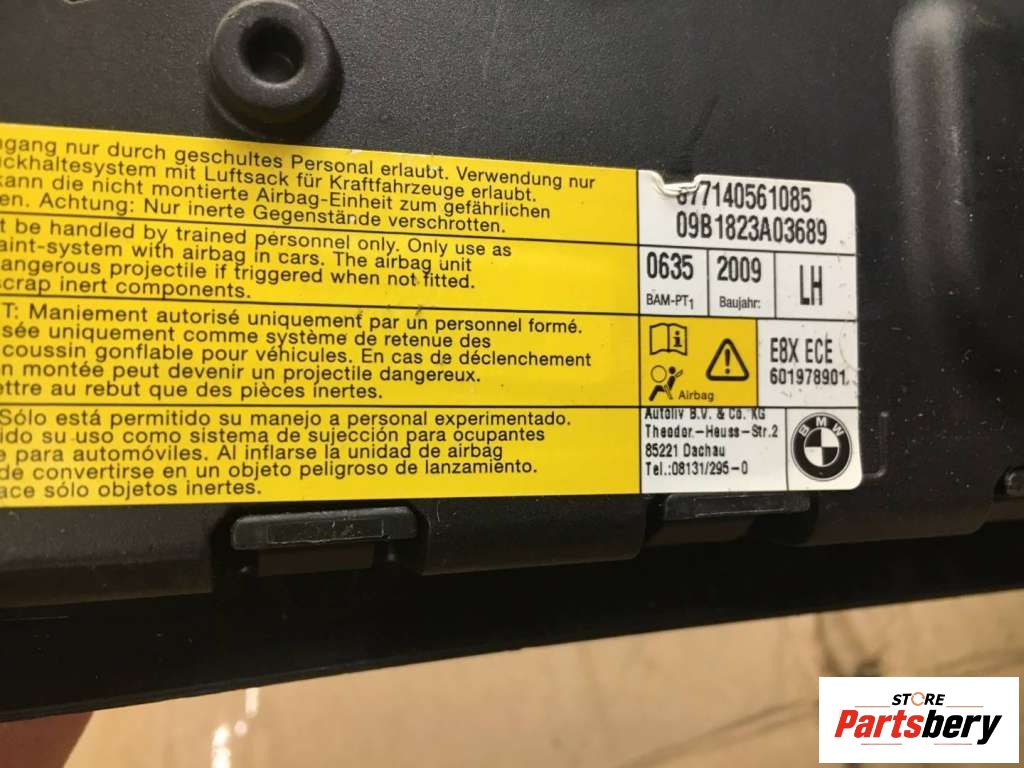 gang nur durch geschultes Personal erlaubt. Verwendung nur
ückhaltesystem mit Luftsack für Kraftfahrzeuge erlaubt.
kann die nicht montierte Airbag-Einheit zum gefährlichen
en. Achtung: Nur inerte Gegenstände verschrotten.
t be handled by trained personnel only. Only use as
aint-system with airbag in cars. The airbag unit
dangerous projectile if triggered when not fitted.
scrap inert components.
T: Maniement autorisé uniquement par un personnel formé.
sée uniquement comme système de retenue des
coussin gonflable pour véhicules. En cas de déclenchement
n montée peut devenir un projectile dangereux.
ettre au rebut que des pièces inertes.
Sólo está permitido su manejo a personal experimentado.
ido su uso como sistema de sujeción para ocupantes
e para automóviles. Al inflarse la unidad de airbag
de convertirse en un objeto peligroso de lanzamiento.
ace sólo objetos inertes.
77140561085
09B1823A03689
0635 2009 LH
BAM-PT1 Baujahr:
E8X ECE
601978901
Airbag
Autoliv B.V. & Co. KG
Theodor.-Heuss-Str.2
85221 Dachau
Tel.:08131/295-0
BMW
STORE
Partsbery